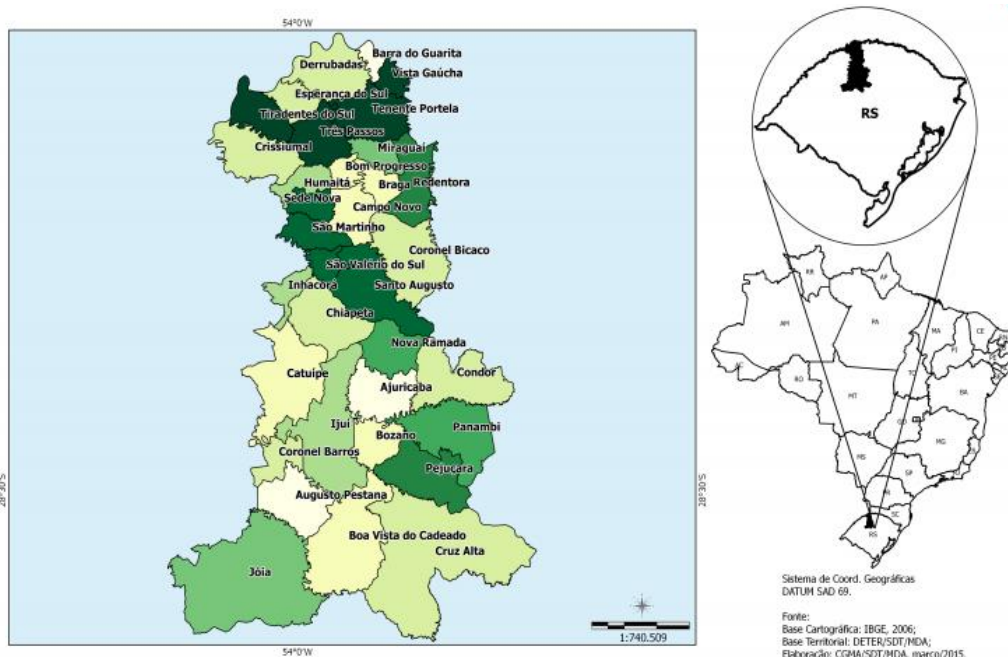 54°0'W
Barra do Guarita
Derrubadas
Vista Gaúcha
Esperança do Sul
Tenente Portela
Tiradentes do Sul
Três Passos
Miraguaí
Crissiumal
Bom Progresso
Humaitá
Braga
Redentora
Sede Nova
Campo Novo
São Martinho
Coronel Bicaco
São Valério do Sul
Inhacorá
Santo Augusto
Chiapeta
Nova Ramada
Condor
Catuípe
Ajuricaba
Ijuí
Panambi
Bozano
Coronel Barros
Pejuçara
28°30'S
28°30'S
Augusto Pestana
Boa Vista do Cadeado
Cruz Alta
Jóia
1:740.509
54°0'W
RS
RR
AP
AM
PA
MA
CE
PI
AC
RO
TO
BA
MT
GO
MG
MS
SP
PR
SC
RS
Sistema de Coord. Geográficas
DATUM SAD 69.
Fonte:
Base Cartográfica: IBGE, 2006;
Base Territorial: DETER/SDT/MDA;
Elaboração: CGMA/SDT/MDA, março/2015.